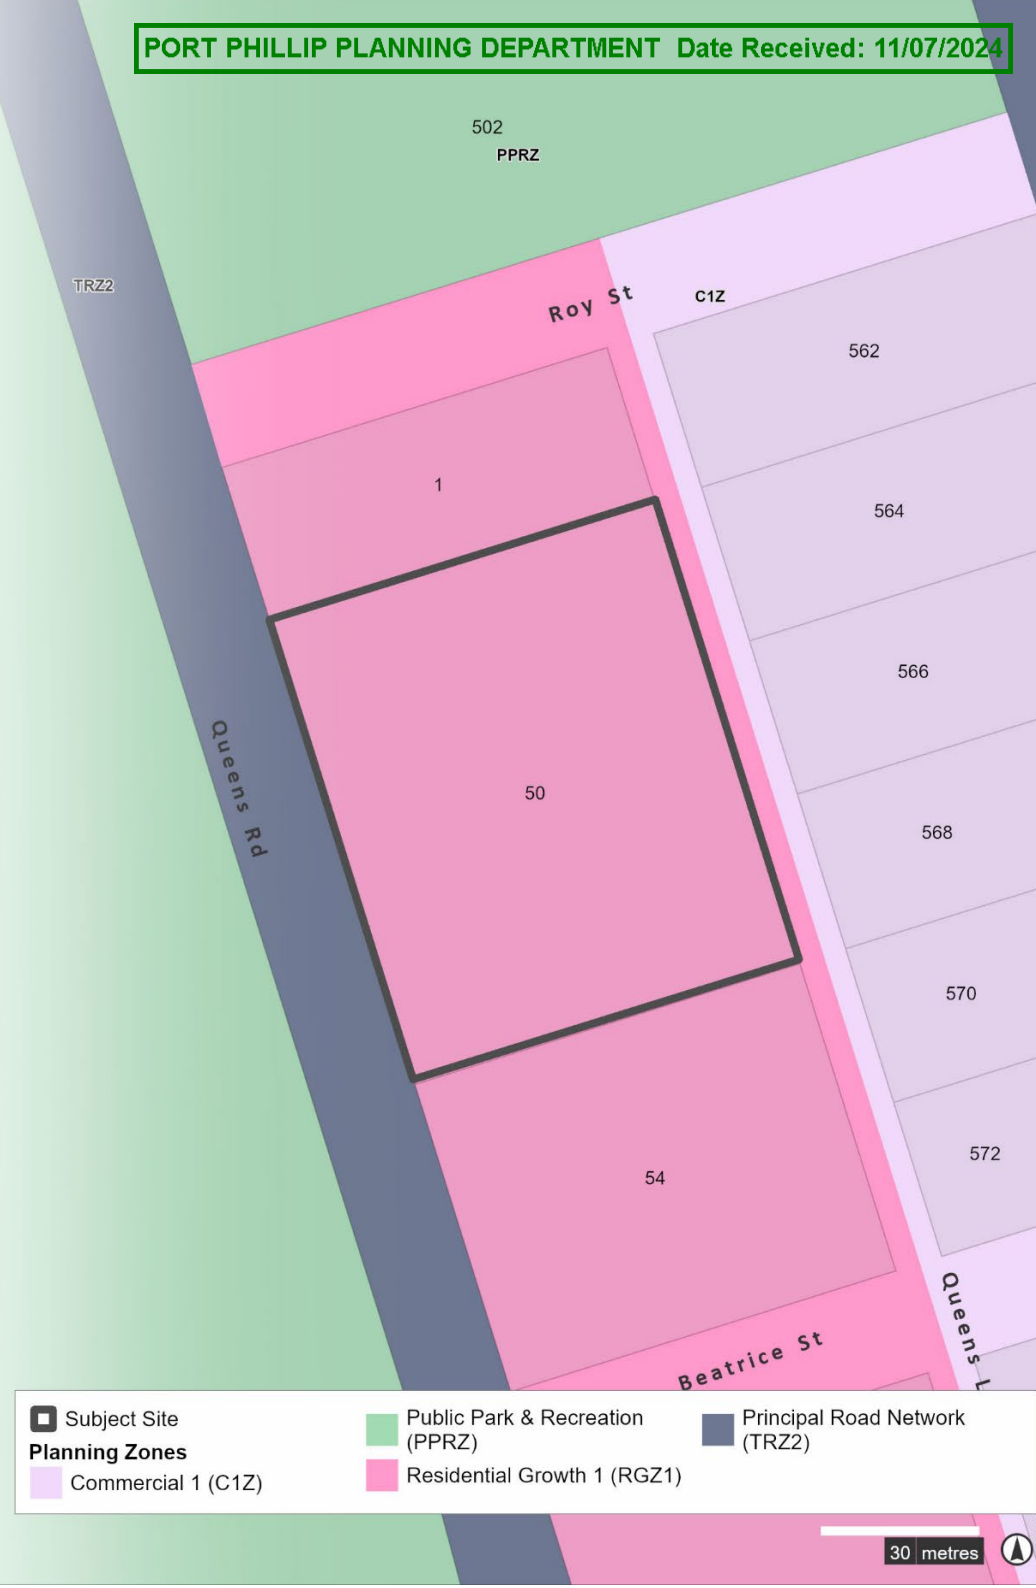 PORT PHILLIP PLANNING DEPARTMENT Date Received: 11/07/2024
502
PPRZ
TRZ2
Roy St
C1Z
562
1
564
566
Queens Rd
50
568
570
572
54
Queens L
Beatrice St
Subject Site
Planning Zones
Commercial 1 (C1Z)
Public Park & Recreation
(PPRZ)
Residential Growth 1 (RGZ1)
Principal Road Network
(TRZ2)
30 metres